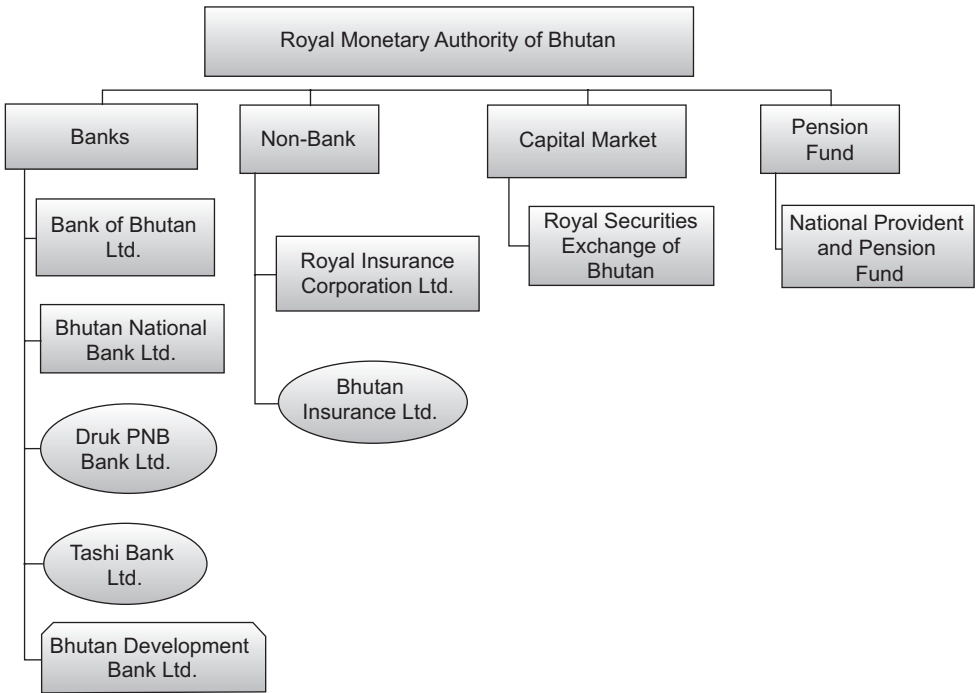 Royal Monetary Authority of Bhutan
Banks
Non-Bank
Capital Market
Pension
Fund
Bank of Bhutan
Ltd.
Bhutan National
Bank Ltd.
Druk PNB
Bank Ltd.
Tashi Bank
Ltd.
Bhutan Development
Bank Ltd.
Royal Insurance
Corporation Ltd.
Bhutan
Insurance Ltd.
Royal Securities
Exchange of
Bhutan
National Provident
and Pension
Fund